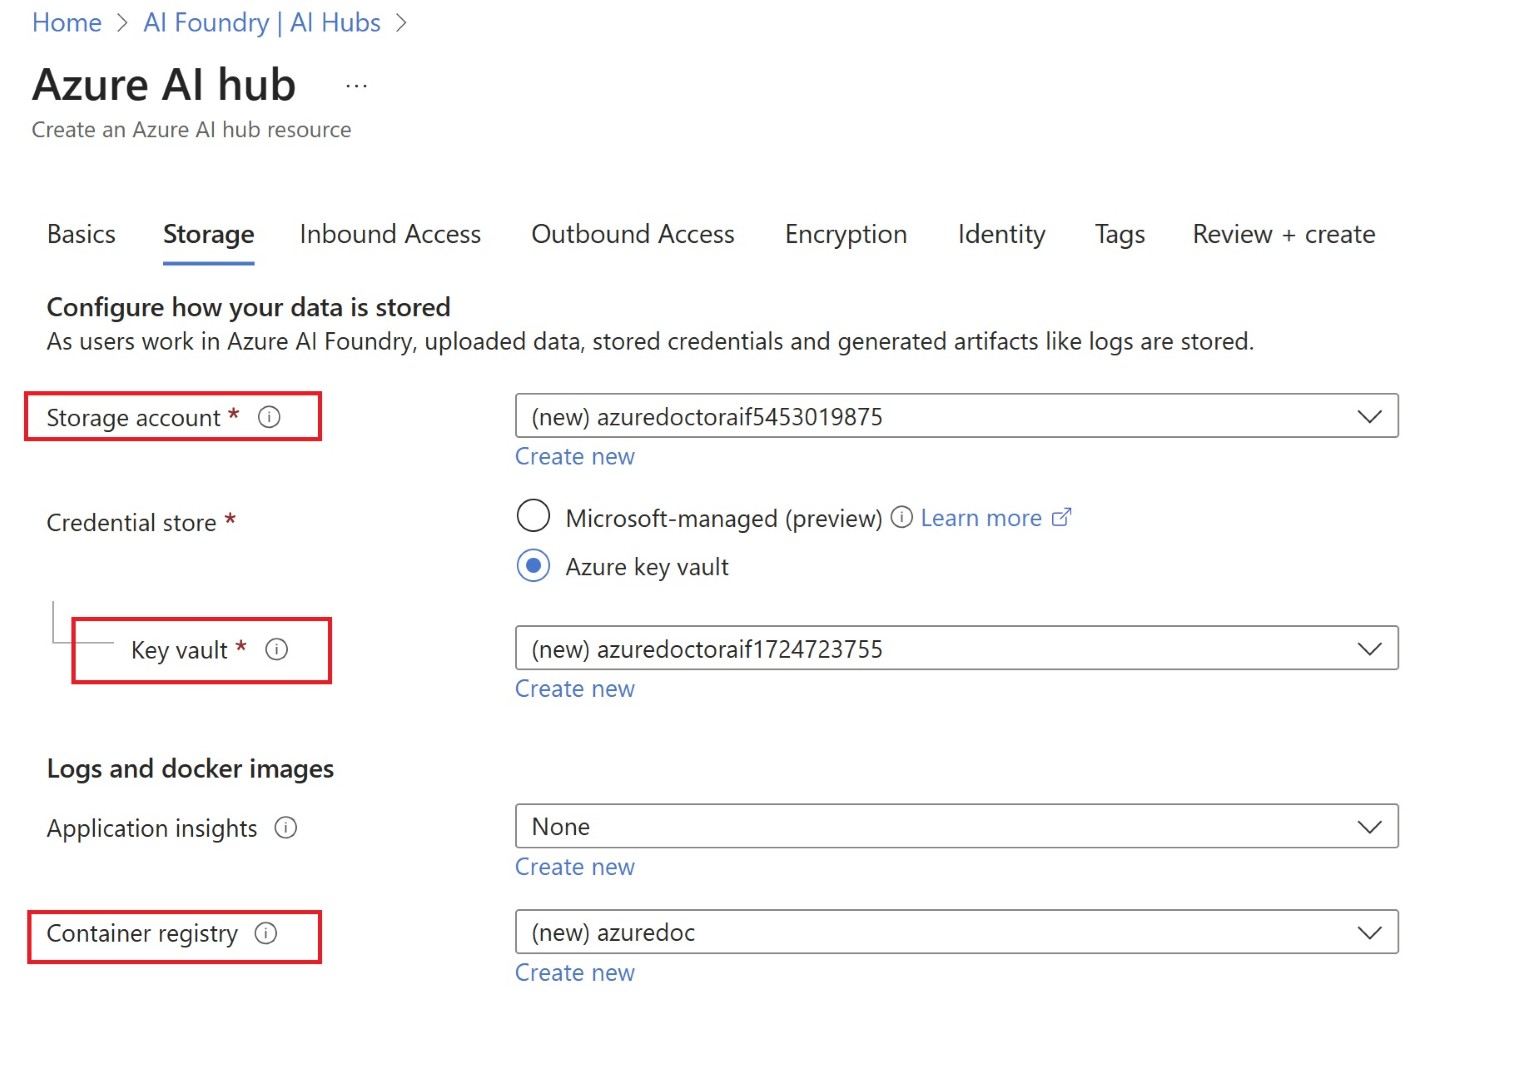 Home > AI Foundry | AI Hubs >
Azure AI hub ...
Create an Azure AI hub resource
Basics Storage Inbound Access Outbound Access Encryption Identity Tags Review + create
Configure how your data is stored
As users work in Azure AI Foundry, uploaded data, stored credentials and generated artifacts like logs are stored.
Storage account * (new) azuredoctoraif5453019875
Create new
Credential store * Microsoft-managed (preview) Learn more
Azure key vault
Key vault * (new) azuredoctoraif1724723755
Create new
Logs and docker images
Application insights None
Create new
Container registry (new) azuredoc
Create new